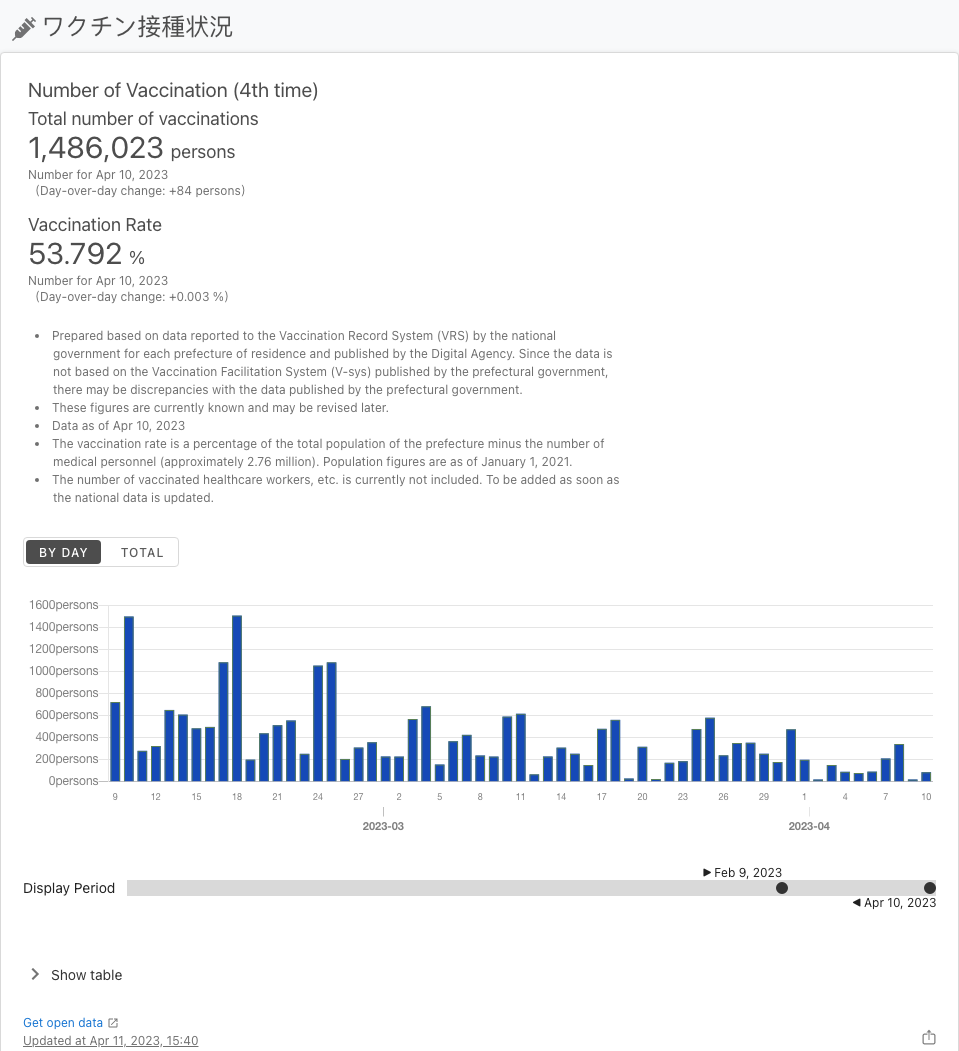 ワクチン接種状況
Number of Vaccination (4th time)
Total number of vaccinations
1,486,023 persons
Number for Apr 10, 2023
(Day-over-day change: +84 persons)
Vaccination Rate
53.792 %
Number for Apr 10, 2023
(Day-over-day change: +0.003 %)
• Prepared based on data reported to the Vaccination Record System (VRS) by the national
government for each prefecture of residence and published by the Digital Agency. Since the data is
not based on the Vaccination Facilitation System (V-sys) published by the prefectural government,
there may be discrepancies with the data published by the prefectural government.
• These figures are currently known and may be revised later.
• Data as of Apr 10, 2023
• The vaccination rate is a percentage of the total population of the prefecture minus the number of
medical personnel (approximately 2.76 million). Population figures are as of January 1, 2021.
• The number of vaccinated healthcare workers, etc. is currently not included. To be added as soon as
the national data is updated.
BY DAY TOTAL
1600persons
1400persons
1200persons
1000persons
800persons
600persons
400persons
200persons
0persons
9 12 15 18 21 24 27 2 5 8 11 14 17 20 23 26 29 1 4 7 10
2023-03 2023-04
Feb 9, 2023
Display Period
Apr 10, 2023
Show table
Get open data
Updated at Apr 11, 2023, 15:40